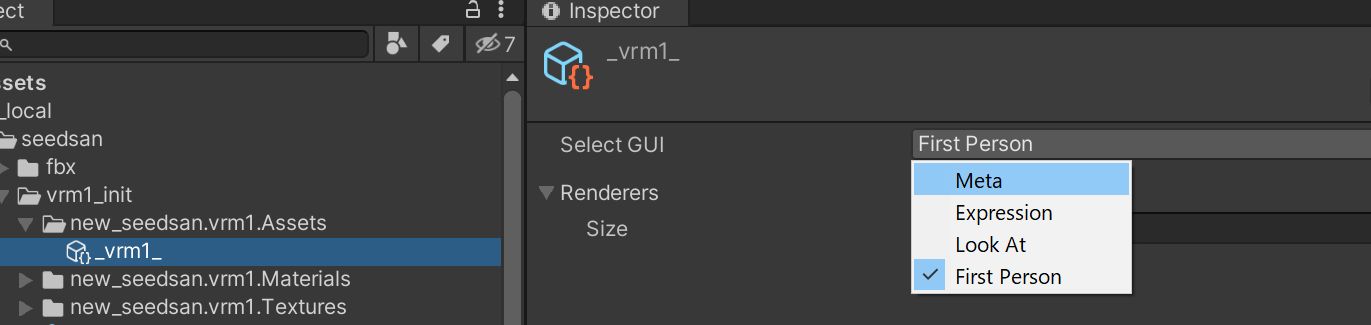 ect
7
ssets
_local
seedsan
fbx
vrm1_init
new_seedsan.vrm1.Assets
_vrm1_
new_seedsan.vrm1.Materials
new_seedsan.vrm1.Textures
Inspector
_vrm1_
Select GUI
First Person
Meta
Expression
Look At
First Person
Renderers
Size